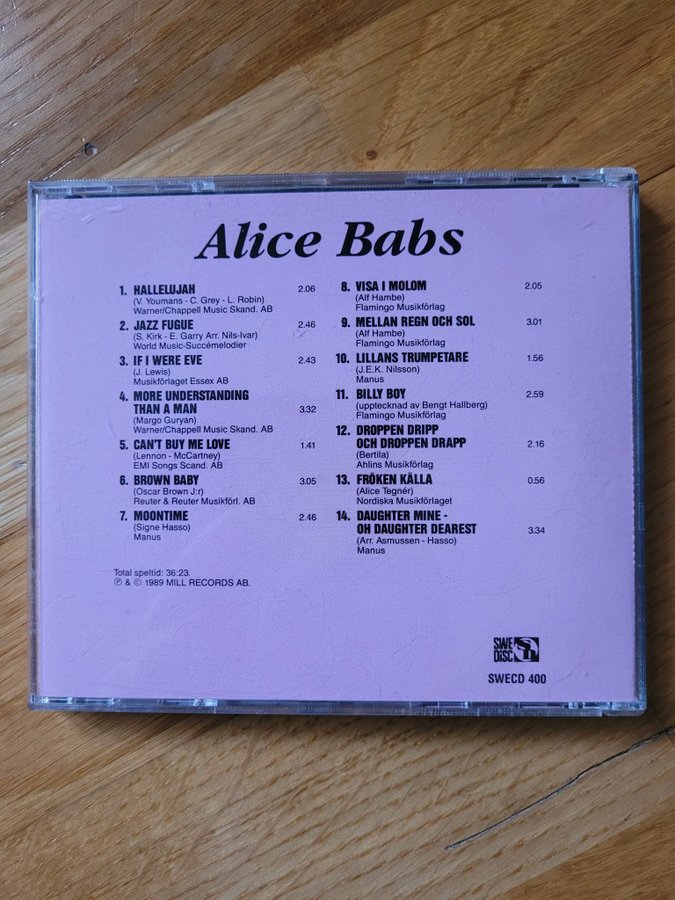 Alice Babs
1. HALLELUJAH 2.06
(V. Youmans - C. Grey - L. Robin)
Warner/Chappell Music Skand. AB
2. JAZZ FUGUE 2.46
(S. Kirk - E. Garry Arr. Nils-Ivar)
World Music-Succémelodier
3. IF I WERE EVE 2.43
(J. Lewis)
Musikförlaget Essex AB
4. MORE UNDERSTANDING
THAN A MAN 3.32
(Margo Guryan)
Warner/Chappell Music Skand. AB
5. CAN'T BUY ME LOVE 1.41
(Lennon - McCartney)
EMI Songs Scand. AB
6. BROWN BABY 3.05
(Oscar Brown J:r)
Reuter & Reuter Musikförl. AB
7. MOONTIME 2.46
(Signe Hasso)
Manus
8. VISA I MOLOM 2.05
(Alf Hambe)
Flamingo Musikförlag
9. MELLAN REGN OCH SOL 3.01
(Alf Hambe)
Flamingo Musikförlag
10. LILLANS TRUMPETARE 1.56
(J.E.K. Nilsson)
Manus
11. BILLY BOY 2.59
(upptecknad av Bengt Hallberg)
Flamingo Musikförlag
12. DROPPEN DRIPP
OCH DROPPEN DRAPP 2.16
(Bertila)
Ahlins Musikförlag
13. FRÖKEN KÄLLA 0.56
(Alice Tegnér)
Nordiska Musikförlaget
14. DAUGHTER MINE -
OH DAUGHTER DEAREST 3.34
(Arr. Asmussen - Hasso)
Manus
Total speltid: 36:23.
℗ & © 1989 MILL RECORDS AB.
SWE
DISC
SWECD 400